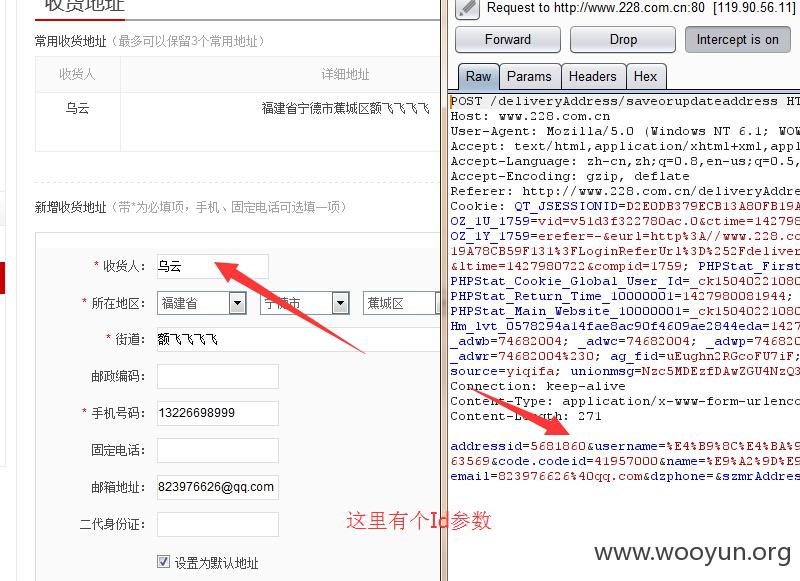 收货地址
常用收货地址（最多可以保留3个常用地址）
收货人 详细地址
乌云 福建省宁德市蕉城区额飞飞飞飞
新增收货地址（带*为必填项，手机、固定电话可选填一项）
* 收货人： 乌云
* 所在地区： 福建省 宁德市 蕉城区
* 街道： 额飞飞飞飞
邮政编码：
* 手机号码： 13226698999
固定电话：
邮箱地址： 823976626@qq.com
二代身份证：
设置为默认地址
这里有个Id参数
Request to http://www.228.com.cn:80 [119.90.56.11]
Forward Drop Intercept is on
Raw Params Headers Hex
POST /deliveryAddress/saveorupdateaddress HT
Host: www.228.com.cn
User-Agent: Mozilla/5.0 (Windows NT 6.1; WOW
Accept: text/html,application/xhtml+xml,appl
Accept-Language: zh-cn,zh;q=0.8,en-us;q=0.5,
Accept-Encoding: gzip, deflate
Referer: http://www.228.com.cn/deliveryAddre
Cookie: QT_JSESSIONID=D2E0DB379ECB13A80FB19A
OZ_1U_1759=vid=v51d3f322780ac.0&ctime=142798
OZ_1Y_1759=erefer=-&eurl=http%3A//www.228.co
19A78CB59F131%3FLoginReferUrl%3D%252Fdeliver
&ltime=1427980722&compid=1759; PHPStat_First
PHPStat_Cookie_Global_User_Id=_ck15040221080
PHPStat_Return_Time_10000001=1427980081944;
PHPStat_Main_Website_10000001=_ck15040221080
Hm_lvt_0578294a14fae8ac90f4609ae2844eda=1427
_adwb=74682004; _adwc=74682004; _adwp=746820
_adwr=74682004%230; ag_fid=uEughn2RGcoFU7iF;
source=yiqifa; unionmsg=Nzc5MDEzfDAwZGU4NzQ3
Connection: keep-alive
Content-Type: application/x-www-form-urlenco
Content-Length: 271
addressid=5681860&username=%E4%B9%8C%E4%BA%9
63569&code.codeid=41957000&name=%E9%A2%9D%E9
email=823976626%40qq.com&dzphone=&szmrAddres
www.wooyun.org